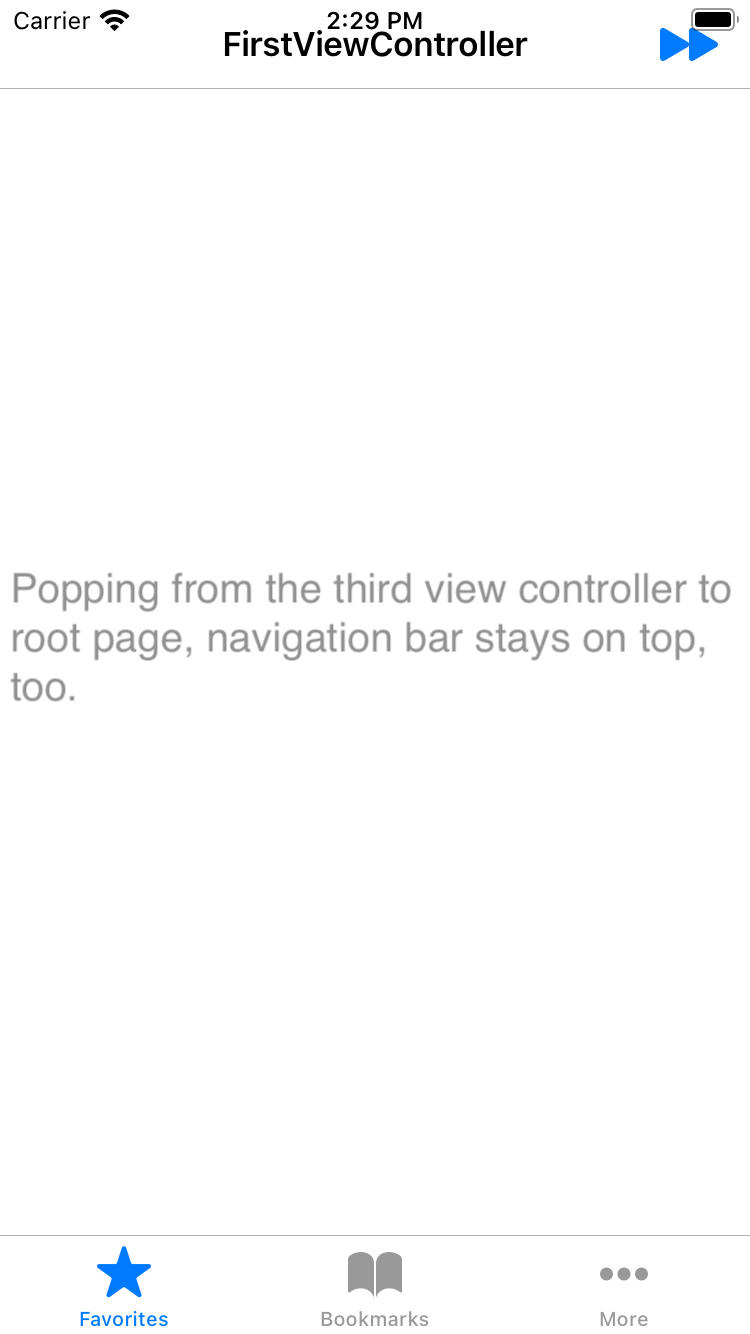 Carrier 2:29 PM
FirstViewController
Popping from the third view controller to
root page, navigation bar stays on top,
too.
Favorites Bookmarks More